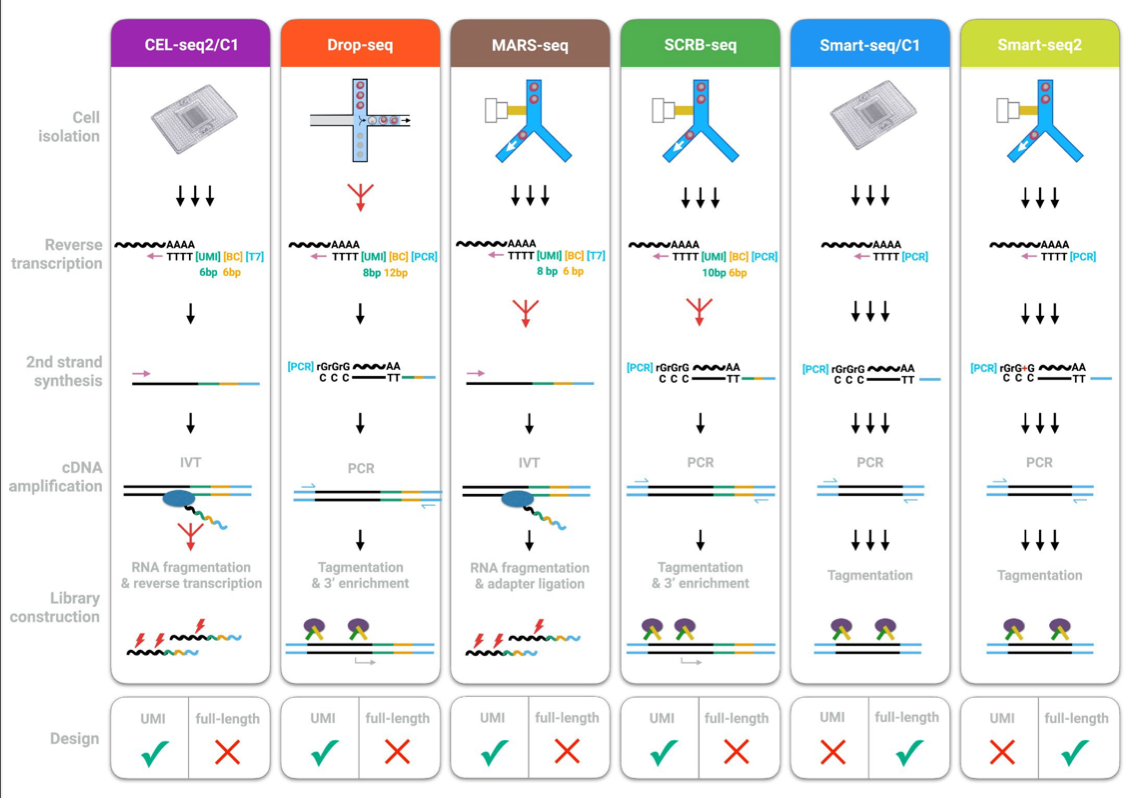 CEL-seq2/C1
Drop-seq
MARS-seq
SCRB-seq
Smart-seq/C1
Smart-seq2
Cell
isolation
Reverse
transcription
AAAA
TTTT [UMI] [BC] [T7]
6bp 6bp
AAAA
TTTT [UMI] [BC] [PCR]
8bp 12bp
AAAA
TTTT [UMI] [BC] [T7]
8 bp 6 bp
AAAA
TTTT [UMI] [BC] [PCR]
10bp 6bp
AAAA
TTTT [PCR]
AAAA
TTTT [PCR]
2nd strand
synthesis
[PCR] rGrGrG AA
C C C TT
[PCR] rGrGrG AA
C C C TT
[PCR] rGrGrG AA
C C C TT
[PCR] rGrG+G AA
C C C TT
cDNA
amplification
IVT
PCR
IVT
PCR
PCR
PCR
Library
construction
RNA fragmentation
& reverse transcription
Tagmentation
& 3’ enrichment
RNA fragmentation
& adapter ligation
Tagmentation
& 3’ enrichment
Tagmentation
Tagmentation
Design
UMI full-length
UMI full-length
UMI full-length
UMI full-length
UMI full-length
UMI full-length